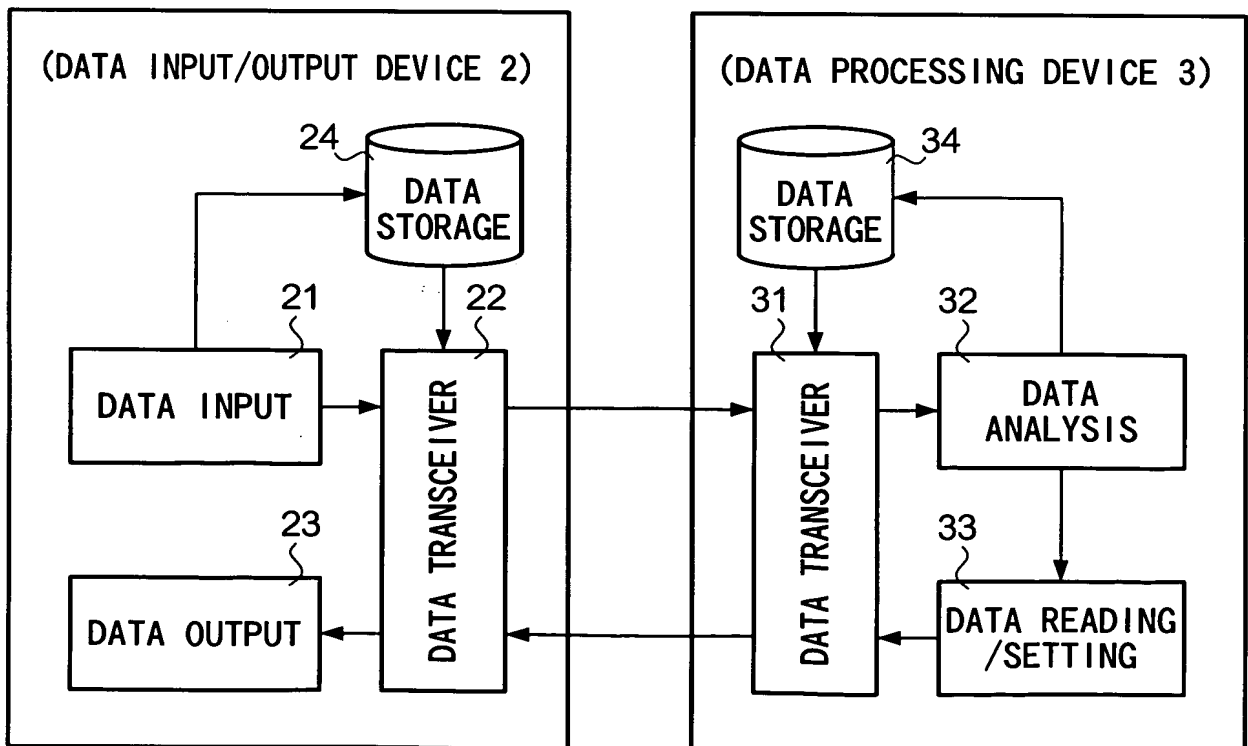 (DATA INPUT/OUTPUT DEVICE 2)
24
DATA
STORAGE
21
DATA INPUT
22
DATA TRANSCEIVER
23
DATA OUTPUT
(DATA PROCESSING DEVICE 3)
34
DATA
STORAGE
31
DATA TRANSCEIVER
32
DATA
ANALYSIS
33
DATA READING
/SETTING